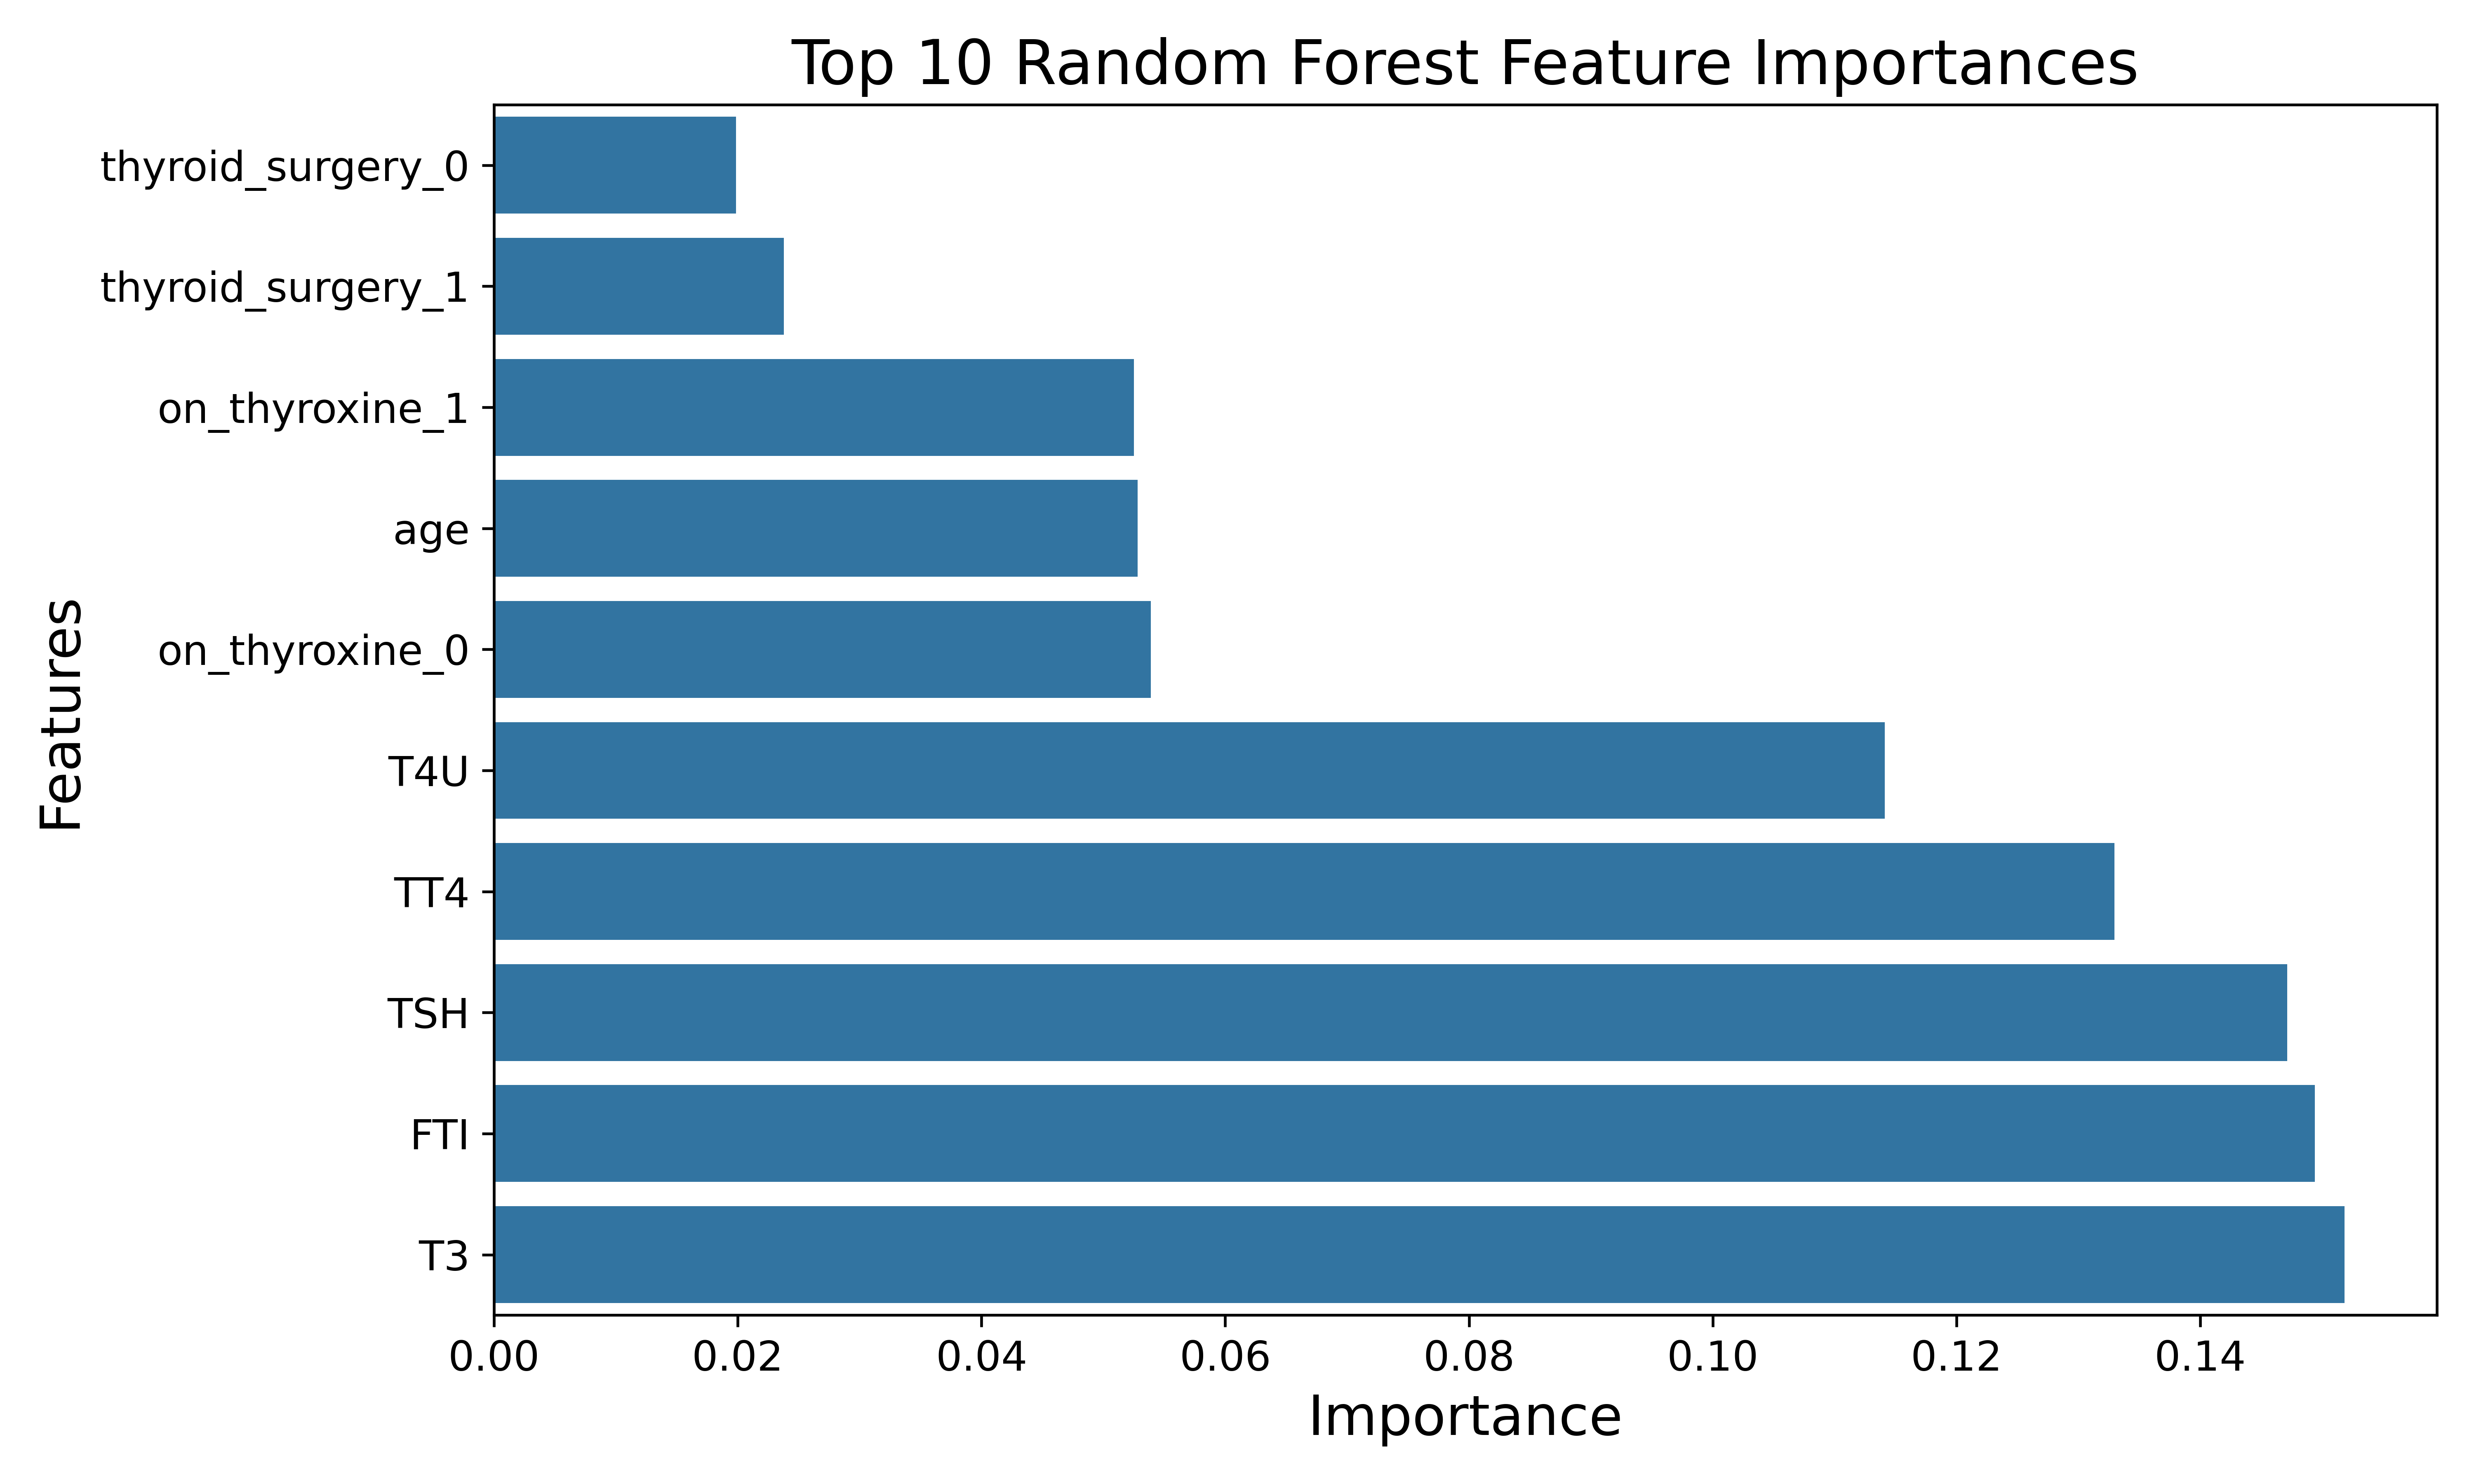 Top 10 Random Forest Feature Importances
thyroid_surgery_0
thyroid_surgery_1
on_thyroxine_1
age
on_thyroxine_0
T4U
TT4
TSH
FTI
T3
Features
0.00 0.02 0.04 0.06 0.08 0.10 0.12 0.14
Importance